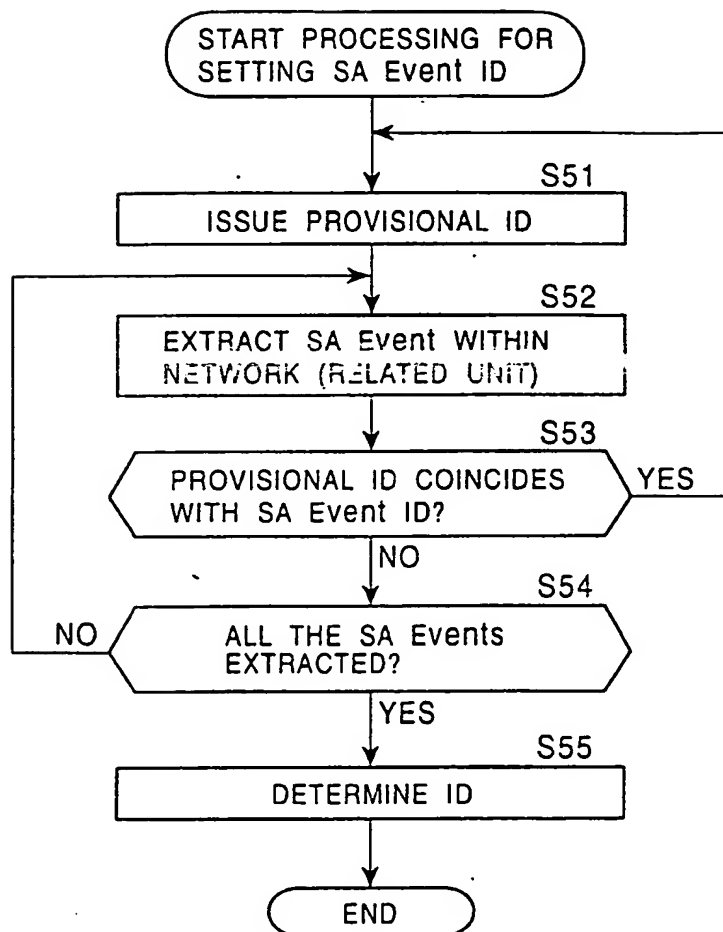 START PROCESSING FOR
SETTING SA Event ID
S51
ISSUE PROVISIONAL ID
S52
EXTRACT SA Event WITHIN
NETWORK (RELATED UNIT)
S53
PROVISIONAL ID COINCIDES
WITH SA Event ID?
YES
NO
S54
NO
ALL THE SA Events
EXTRACTED?
YES
S55
DETERMINE ID
END